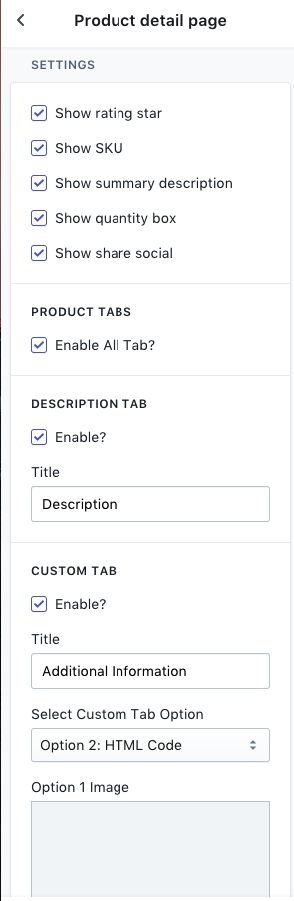 Product detail page
SETTINGS
Show rating star
Show SKU
Show summary description
Show quantity box
Show share social
PRODUCT TABS
Enable All Tab?
DESCRIPTION TAB
Enable?
Title
Description
CUSTOM TAB
Enable?
Title
Additional Information
Select Custom Tab Option
Option 2: HTML Code
Option 1 Image